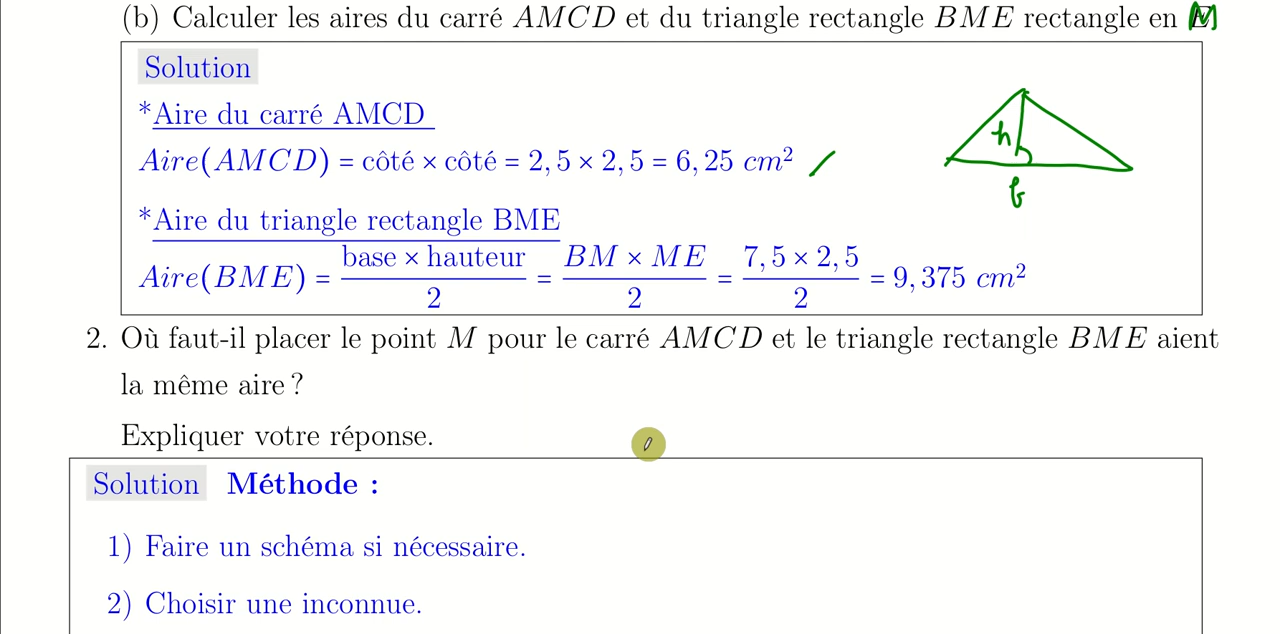 (b) Calculer les aires du carré AMCD et du triangle rectangle BME rectangle en M
Solution
*Aire du carré AMCD
Aire(AMCD) = côté × côté = 2, 5 × 2, 5 = 6, 25 cm²
h
b
*Aire du triangle rectangle BME
Aire(BME) = base × hauteur / 2 = BM × ME / 2 = 7, 5 × 2, 5 / 2 = 9, 375 cm²
2. Où faut-il placer le point M pour le carré AMCD et le triangle rectangle BME aient
la même aire ?
Expliquer votre réponse.
Solution Méthode :
1) Faire un schéma si nécessaire.
2) Choisir une inconnue.